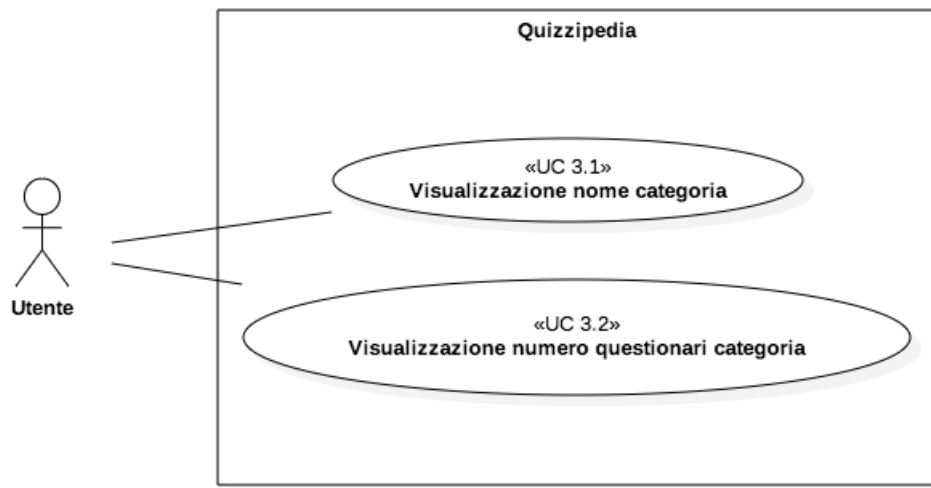 Quizzipedia
«UC 3.1»
Visualizzazione nome categoria
Utente
«UC 3.2»
Visualizzazione numero questionari categoria